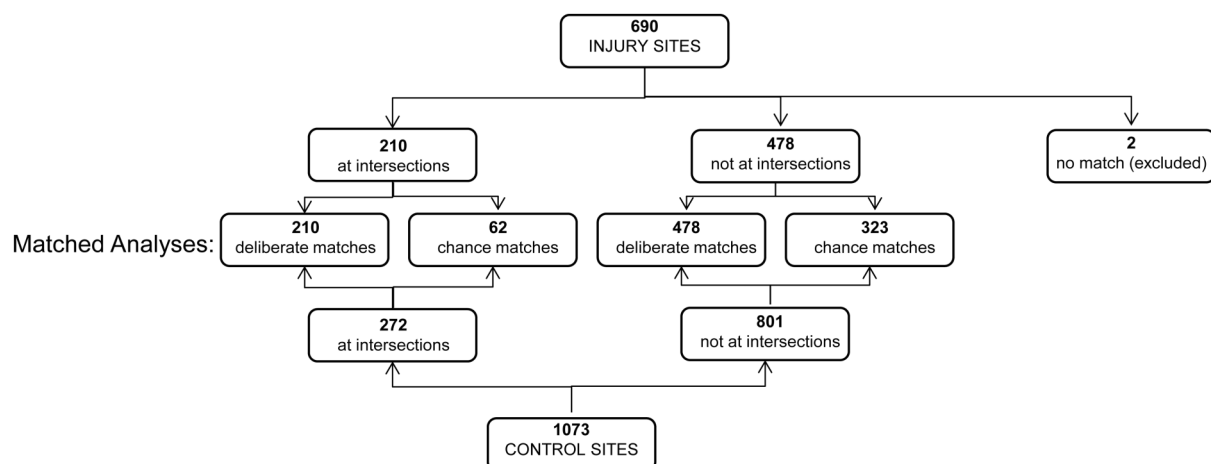 690
INJURY SITES
210
at intersections
478
not at intersections
2
no match (excluded)
Matched Analyses:
210
deliberate matches
62
chance matches
478
deliberate matches
323
chance matches
272
at intersections
801
not at intersections
1073
CONTROL SITES